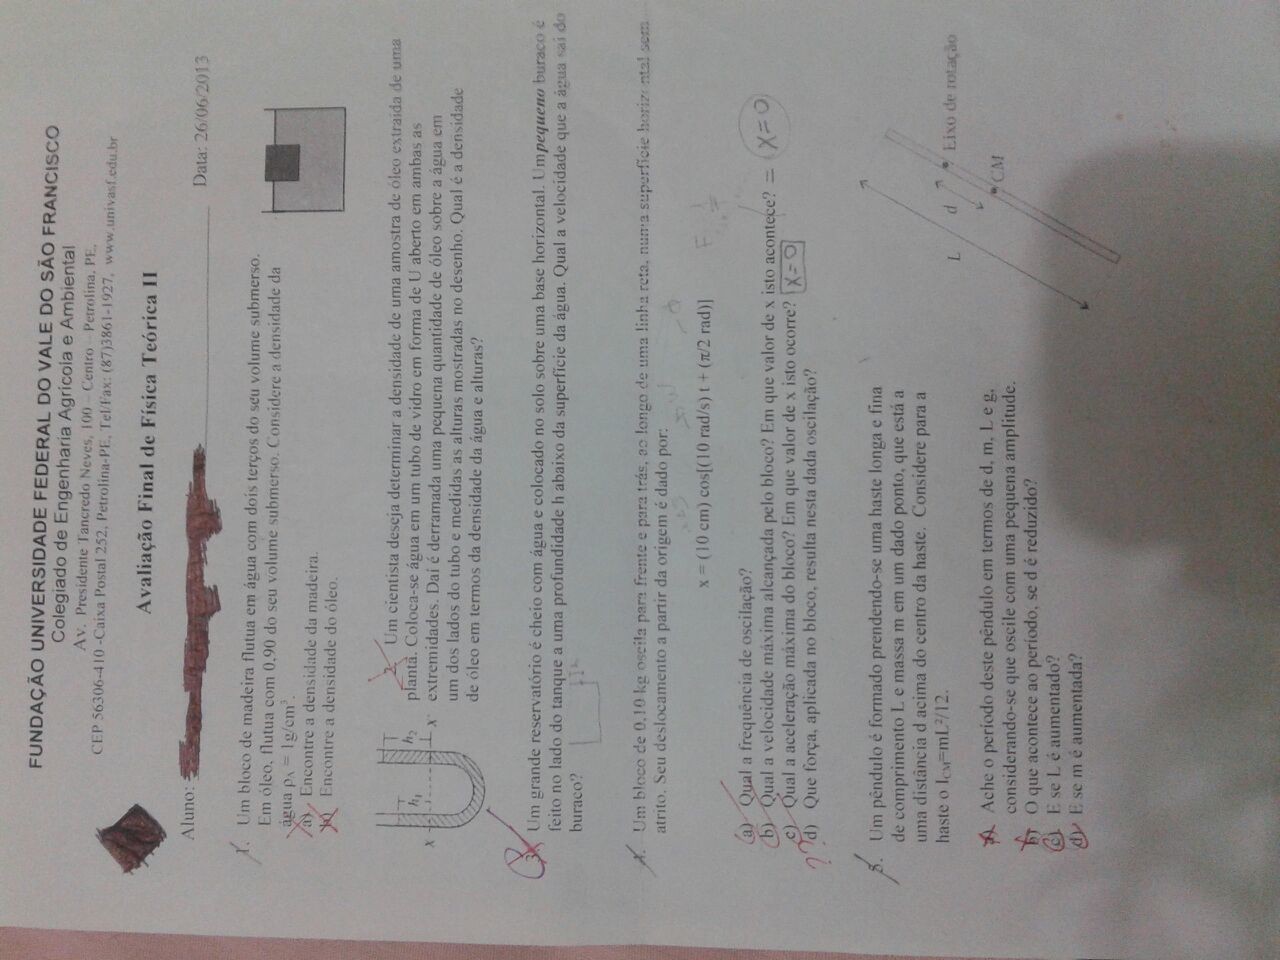 FUNDAÇÃO UNIVERSIDADE FEDERAL DO VALE DO SÃO FRANCISCO
Colegiado de Engenharia Agrícola e Ambiental
Av. Presidente Tancredo Neves, 100 – Centro – Petrolina, PE,
CEP 56306-410 -Caixa Postal 252, Petrolina-PE, Tel/Fax: (87)3861-1927, www.univasf.edu.br
Avaliação Final de Física Teórica II
Aluno:
Data: 26/06/2013
1. Um bloco de madeira flutua em água com dois terços do seu volume submerso.
Em óleo, flutua com 0,90 do seu volume submerso. Considere a densidade da
água ρA = 1g/cm³.
a) Encontre a densidade da madeira.
b) Encontre a densidade do óleo.
h₁
h₂
x
x
2. Um cientista deseja determinar a densidade de uma amostra de óleo extraída de uma
planta. Coloca-se água em um tubo de vidro em forma de U aberto em ambas as
extremidades. Daí é derramada uma pequena quantidade de óleo sobre a água em
um dos lados do tubo e medidas as alturas mostradas no desenho. Qual é a densidade
de óleo em termos da densidade da água e alturas?
3. Um grande reservatório é cheio com água e colocado no solo sobre uma base horizontal. Um pequeno buraco é
feito no lado do tanque a uma profundidade h abaixo da superfície da água. Qual a velocidade que a água sai do
buraco?
4. Um bloco de 0,10 kg oscila para frente e para trás, ao longo de uma linha reta, numa superfície horizontal sem
atrito. Seu deslocamento a partir da origem é dado por:
x = (10 cm) cos[(10 rad/s) t + (π/2 rad)]
a) Qual a frequência de oscilação?
b) Qual a velocidade máxima alcançada pelo bloco? Em que valor de x isto acontece? = x=0
c) Qual a aceleração máxima do bloco? Em que valor de x isto ocorre? x=0
?? d) Que força, aplicada no bloco, resulta nesta dada oscilação?
5. Um pêndulo é formado prendendo-se uma haste longa e fina
de comprimento L e massa m em um dado ponto, que está a
uma distância d acima do centro da haste. Considere para a
haste o ICM=mL²/12.
L
d
Eixo de rotação
CM
a) Ache o período deste pêndulo em termos de d, m, L e g,
considerando-se que oscile com uma pequena amplitude.
b) O que acontece ao período, se d é reduzido?
c) E se L é aumentado?
d) E se m é aumentada?